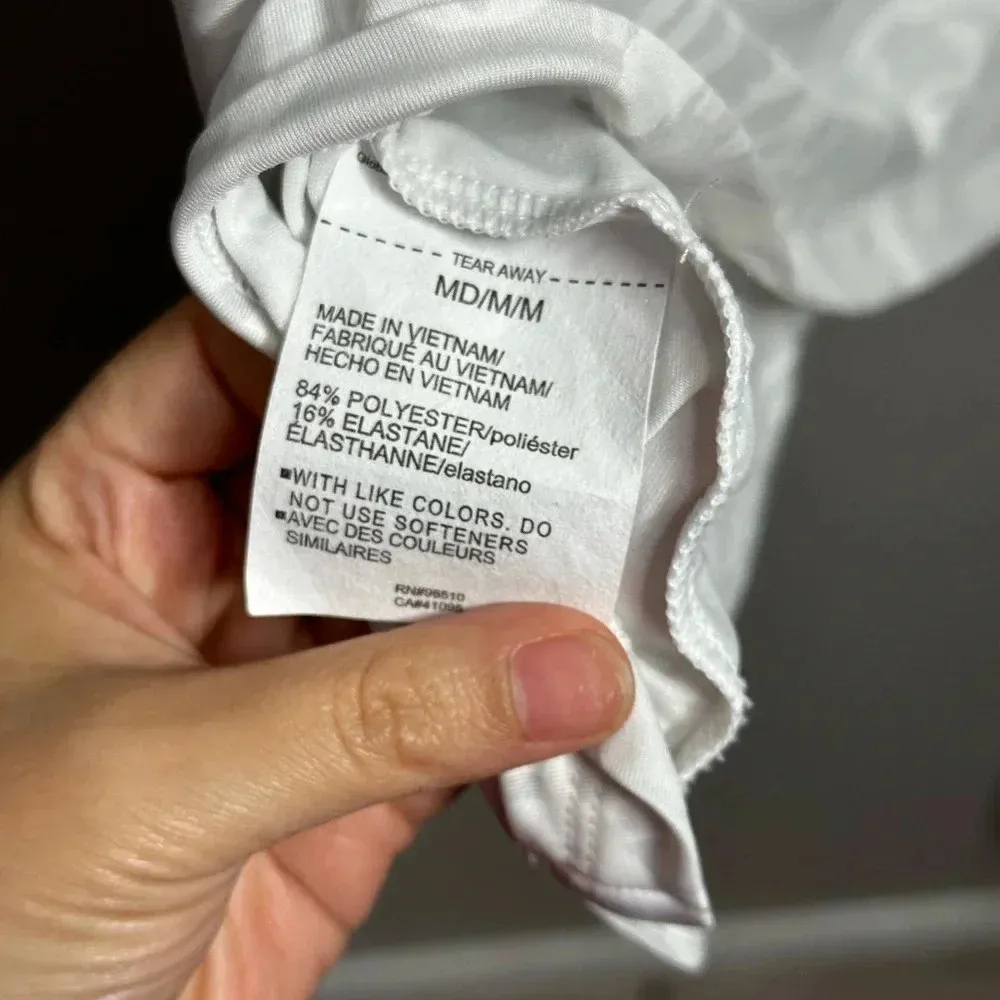 TEAR AWAY
MD/M/M
MADE IN VIETNAM/
FABRIQUÉ AU VIETNAM/
HECHO EN VIETNAM
84% POLYESTER/poliéster
16% ELASTANE/
ÉLASTHANNE/elastano
WITH LIKE COLORS. DO
NOT USE SOFTENERS
AVEC DES COULEURS
SIMILAIRES